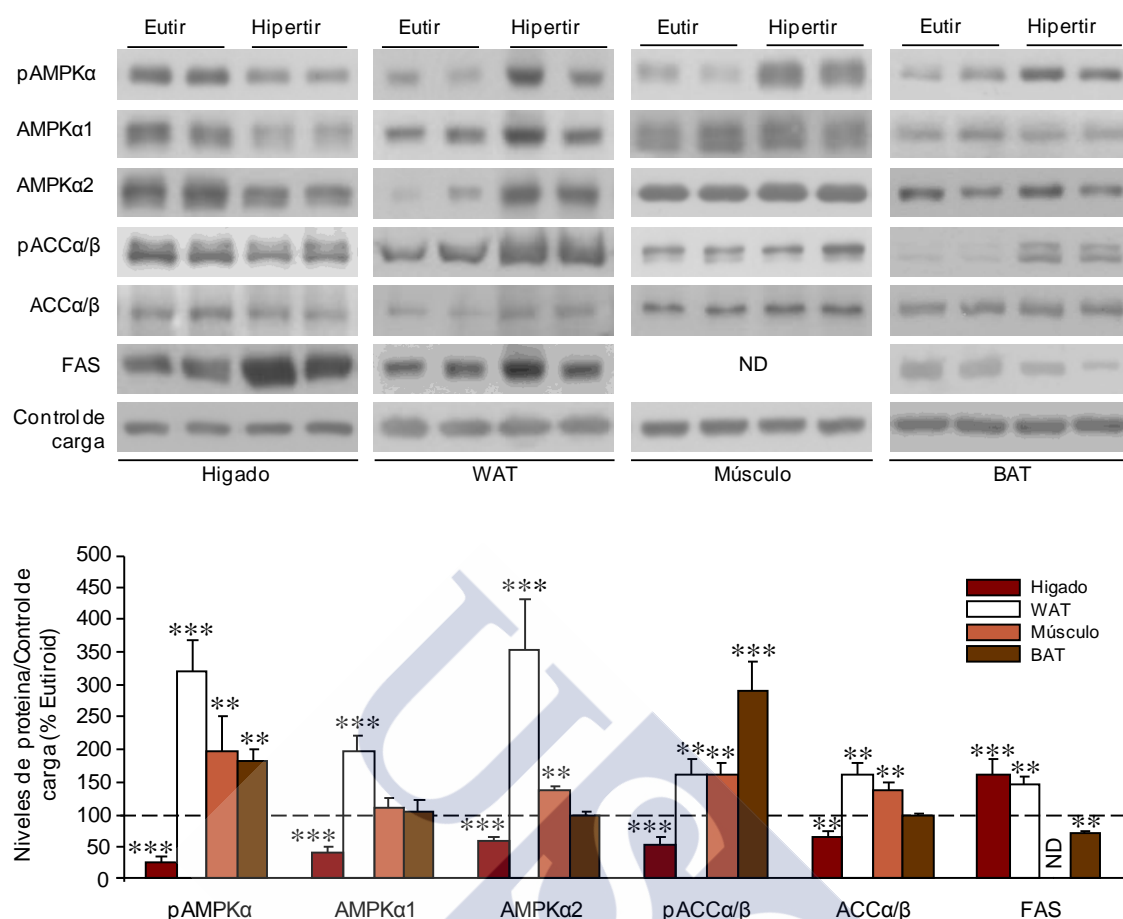 Eutir Hipertir Eutir Hipertir Eutir Hipertir Eutir Hipertir
pAMPKα
AMPKα1
AMPKα2
pACCα/β
ACCα/β
FAS ND
Control de
carga
Higado WAT Músculo BAT
Niveles de proteina/Control de
carga (% Eutiroid)
500
450
400
350
300
250
200
150
100
50
0
*** *** ** **
*** ***
*** *** **
*** ** ** ***
** ** **
*** ** ND **
Higado
WAT
Músculo
BAT
pAMPKα AMPKα1 AMPKα2 pACCα/β ACCα/β FAS
US